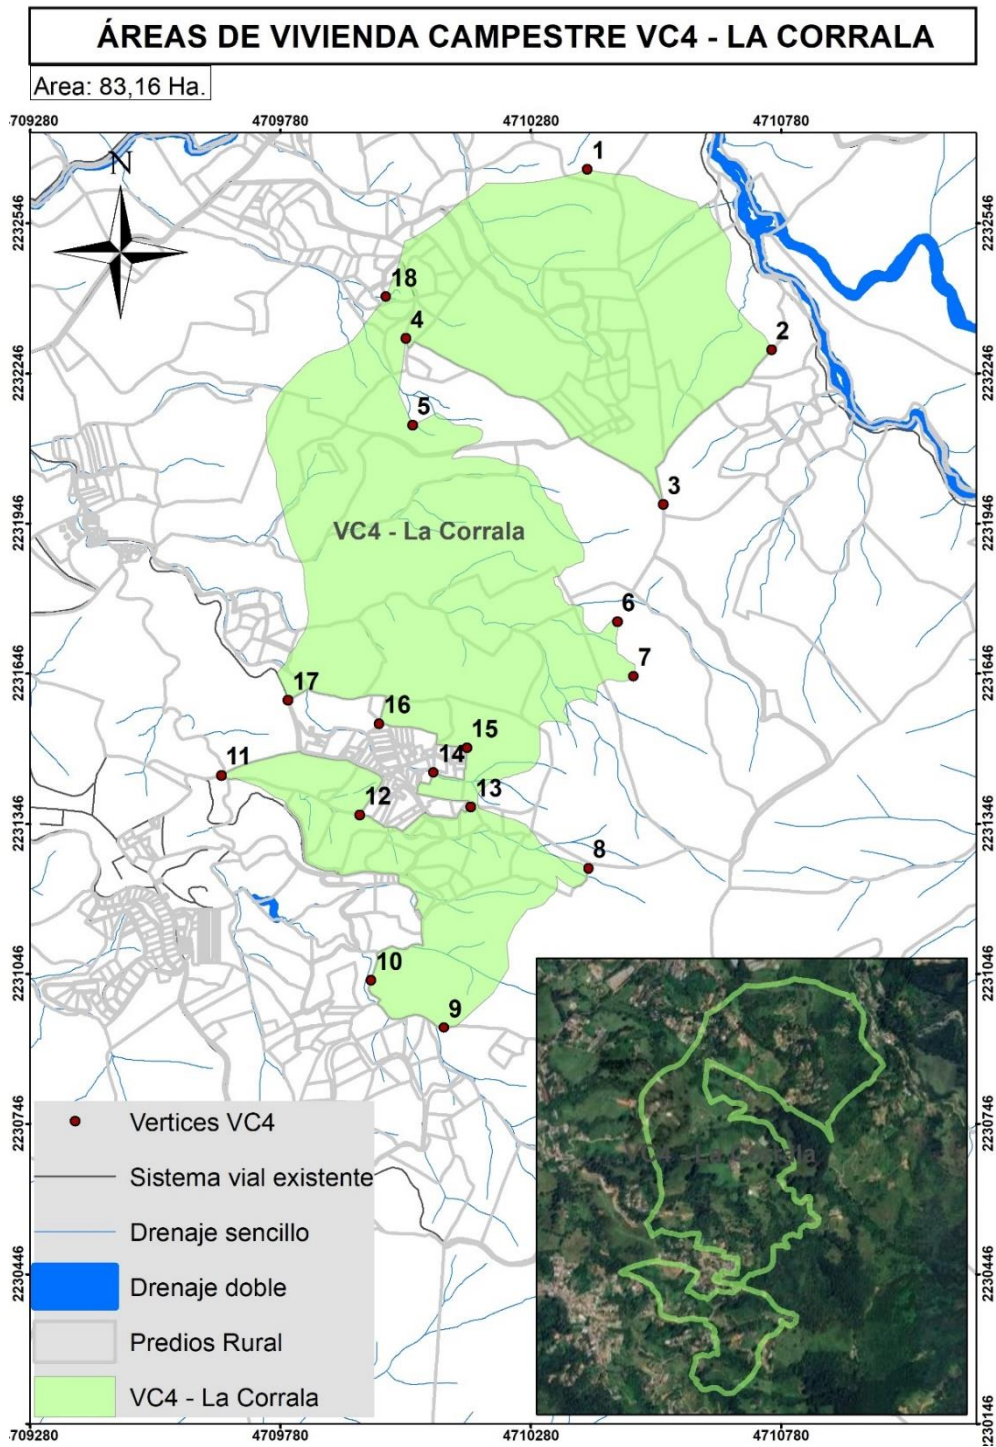 ÁREAS DE VIVIENDA CAMPESTRE VC4 - LA CORRALA
Area: 83,16 Ha.
4709280 4709780 4710280 4710780
N
1
2232546 2232546
18
4
2
2232246 2232246
5
3
2231946 2231946
VC4 - La Corrala
6
7
2231646 2231646
17
16
15
14
11
13
12
2231346 2231346
8
10
2231046 2231046
9
Vertices VC4
2230746 2230746
Sistema vial existente
Drenaje sencillo
Drenaje doble
2230446 2230446
Predios Rural
VC4 - La Corrala
2230146 2230146
4709280 4709780 4710280 4710780